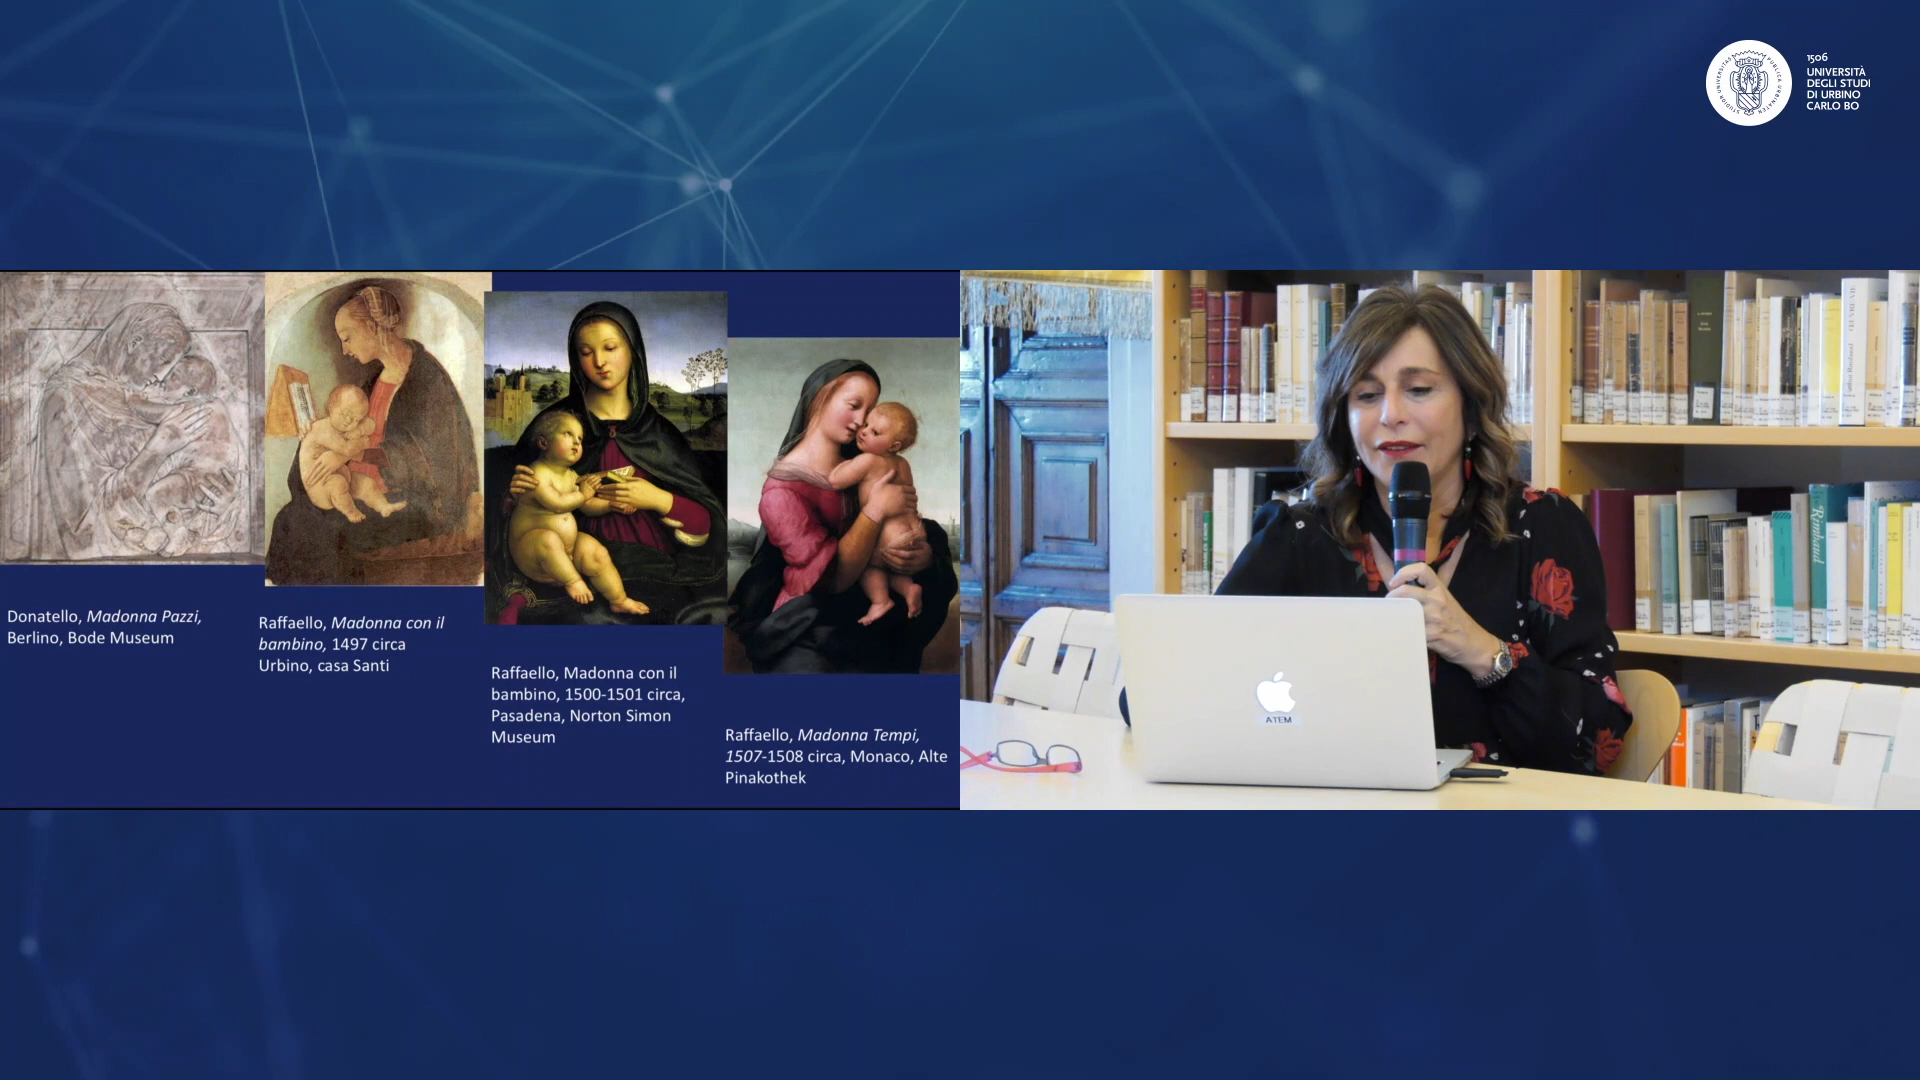 1506
UNIVERSITÀ
DEGLI STUDI
DI URBINO
CARLO BO
Donatello, Madonna Pazzi,
Berlino, Bode Museum
Raffaello, Madonna con il
bambino, 1497 circa
Urbino, casa Santi
Raffaello, Madonna con il
bambino, 1500-1501 circa,
Pasadena, Norton Simon
Museum
Raffaello, Madonna Tempi,
1507-1508 circa, Monaco, Alte
Pinakothek
Rimbaud
ATEM